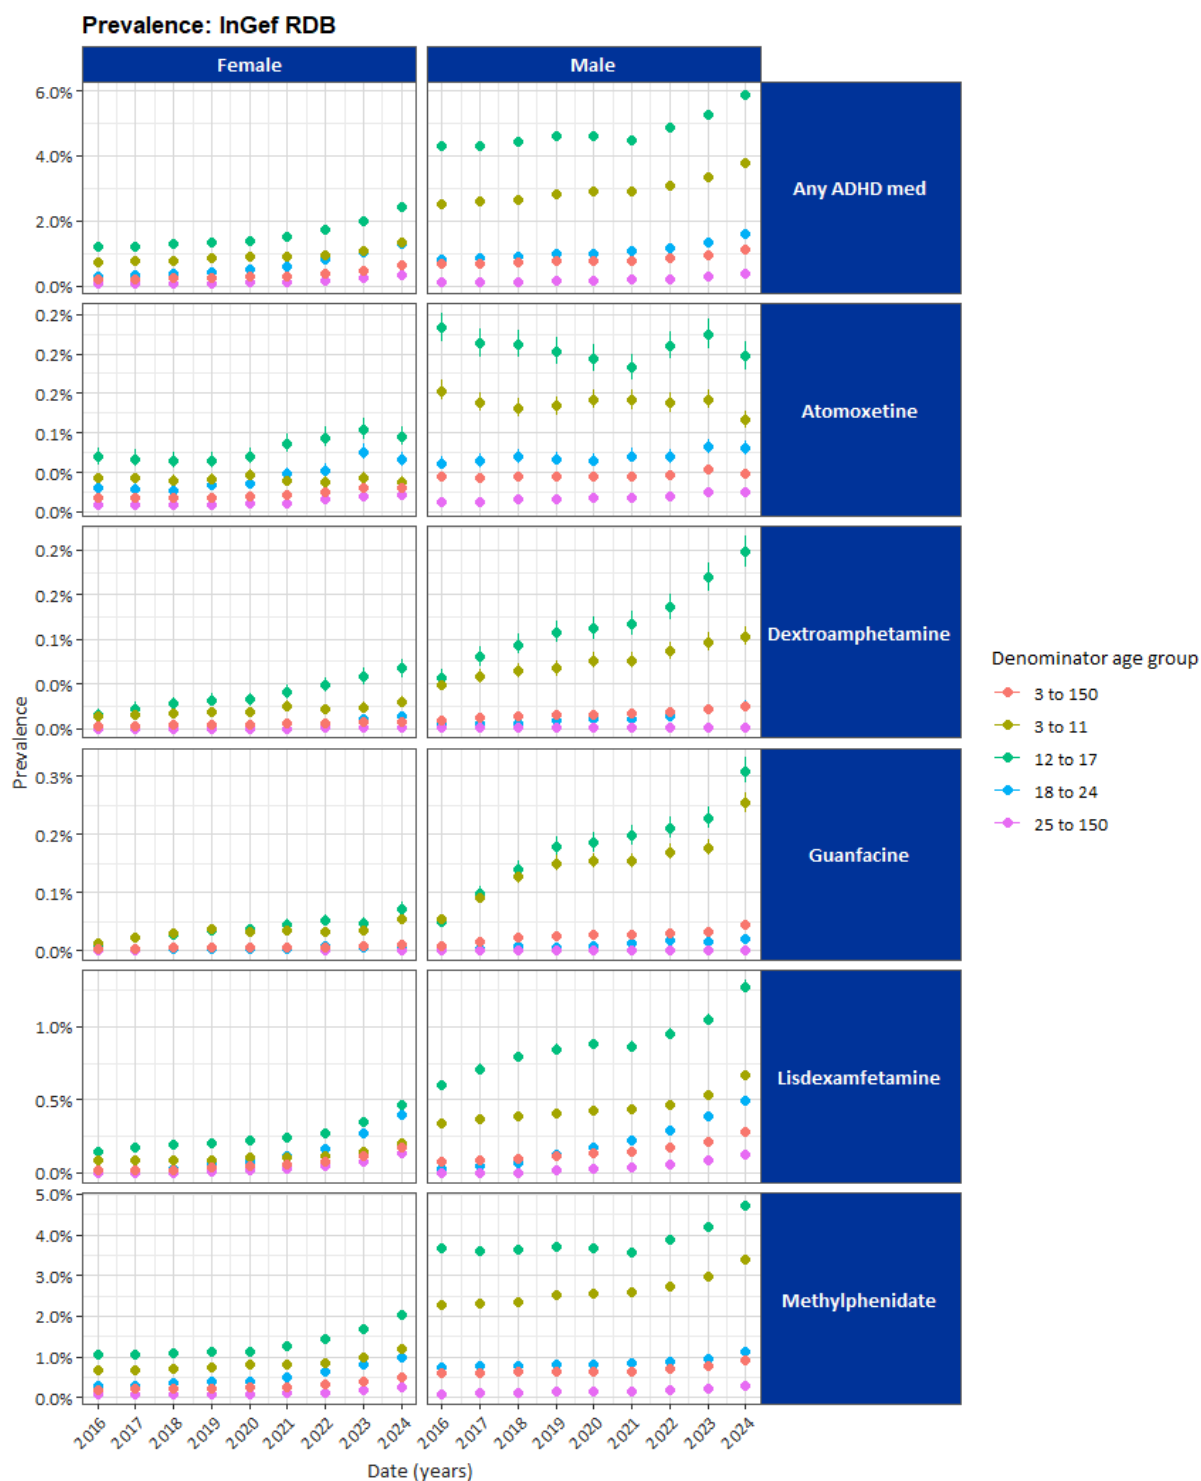 Prevalence: InGef RDB
Female
Male
6.0%
4.0%
2.0%
0.0%
Any ADHD med
0.2%
0.2%
0.2%
0.1%
0.0%
0.0%
Atomoxetine
0.2%
0.2%
0.1%
0.0%
0.0%
Dextroamphetamine
0.3%
0.2%
0.1%
0.0%
Guanfacine
1.0%
0.5%
0.0%
Lisdexamfetamine
5.0%
4.0%
3.0%
2.0%
1.0%
0.0%
Methylphenidate
Prevalence
2016 2017 2018 2019 2020 2021 2022 2023 2024
2016 2017 2018 2019 2020 2021 2022 2023 2024
Date (years)
Denominator age group
3 to 150
3 to 11
12 to 17
18 to 24
25 to 150